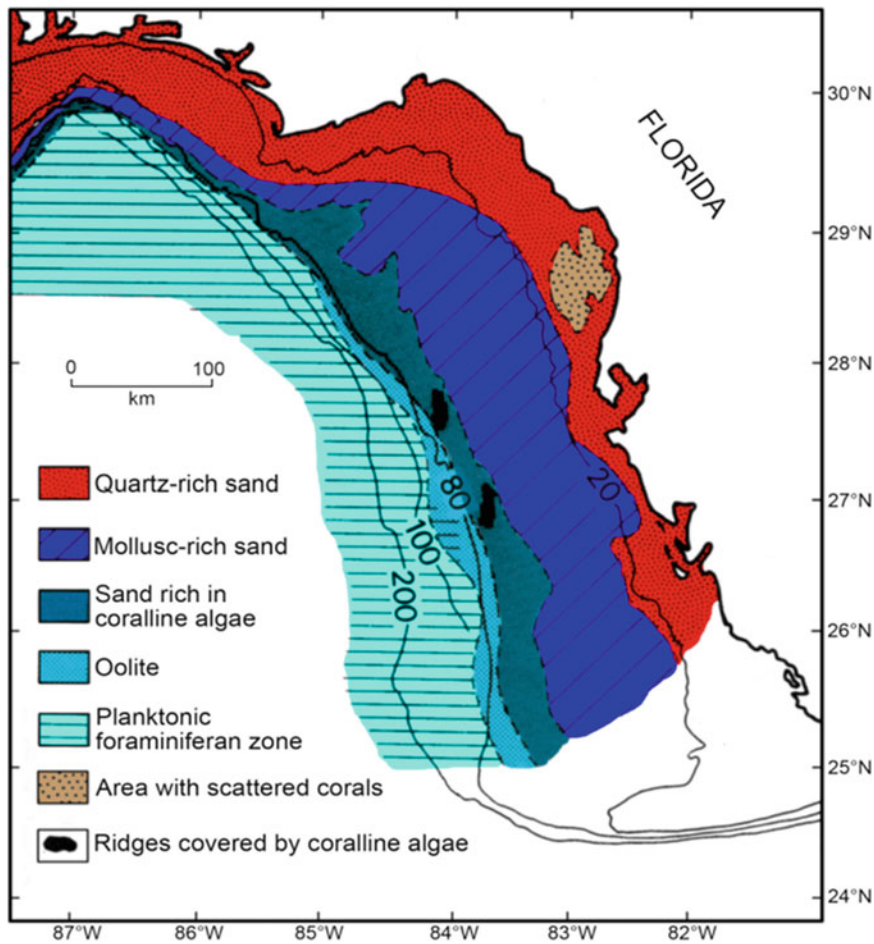 FLORIDA
30°N
29°N
28°N
27°N
26°N
25°N
24°N
0 100
km
20
80
100
200
Quartz-rich sand
Mollusc-rich sand
Sand rich in
coralline algae
Oolite
Planktonic
foraminiferan zone
Area with scattered corals
Ridges covered by coralline algae
87°W 86°W 85°W 84°W 83°W 82°W